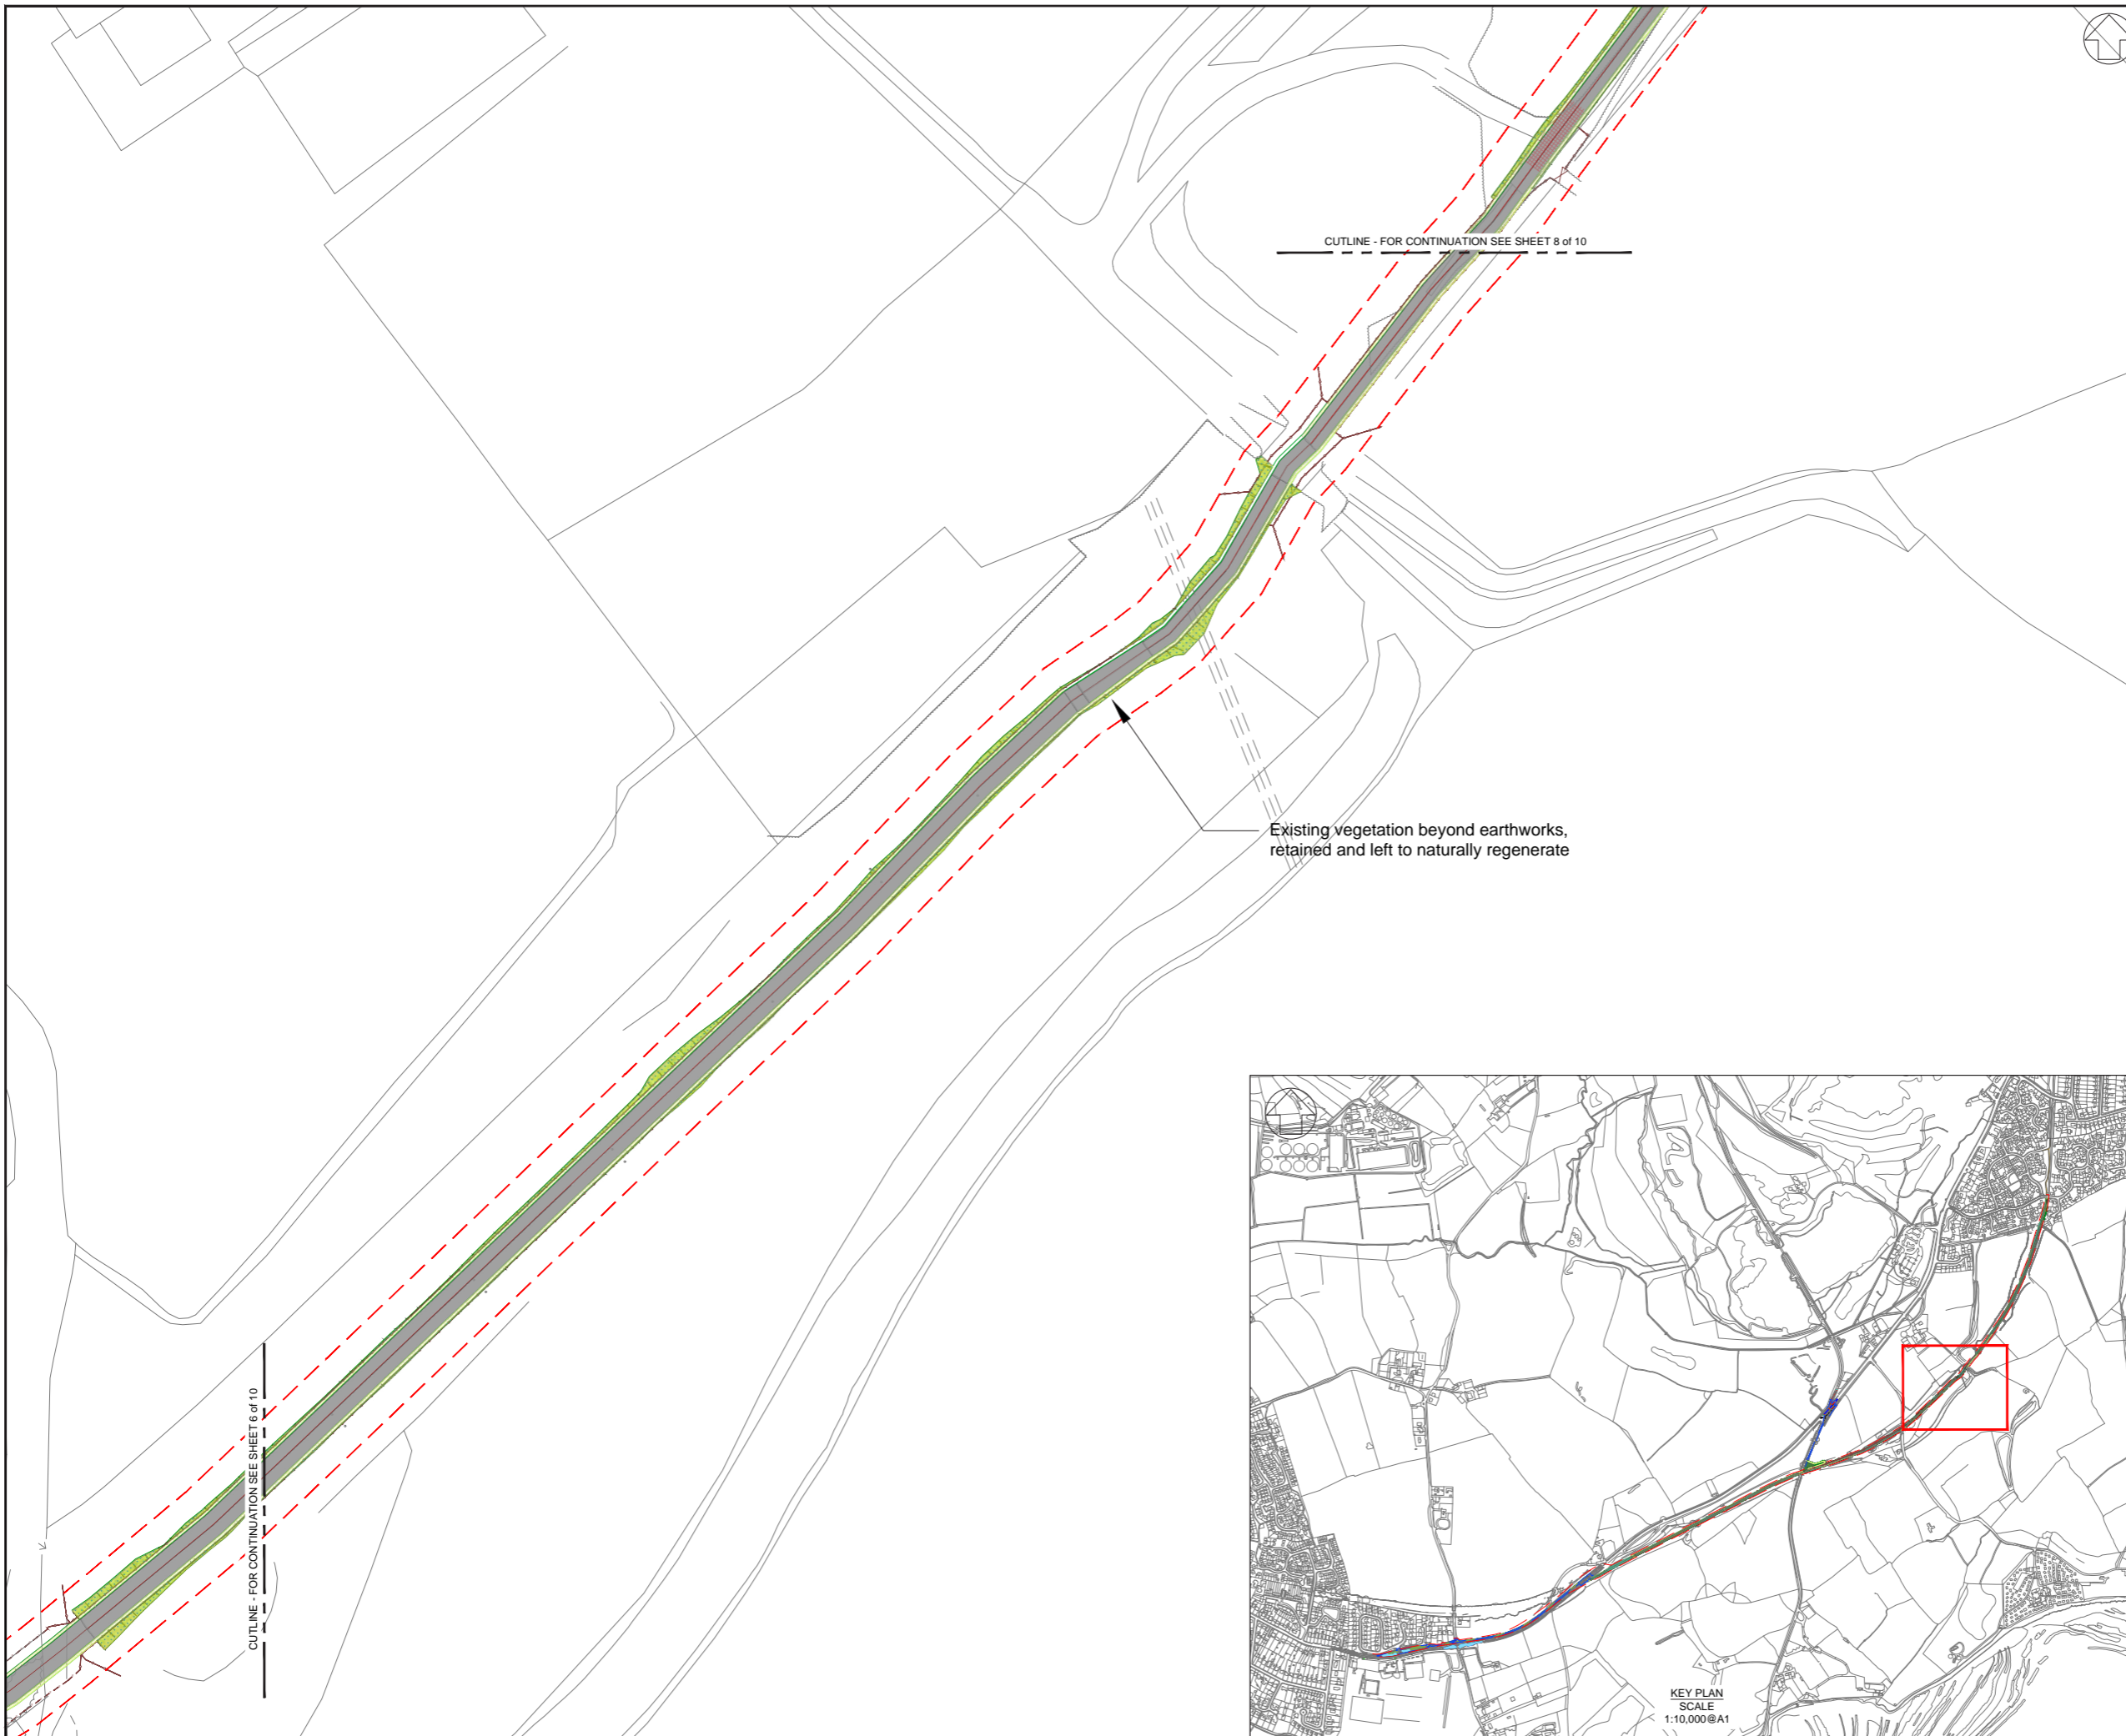 CUTLINE - FOR CONTINUATION SEE SHEET 8 of 10
Existing vegetation beyond earthworks,
retained and left to naturally regenerate
CUTLINE - FOR CONTINUATION SEE SHEET 6 of 10
KEY PLAN
SCALE
1:10,000@A1